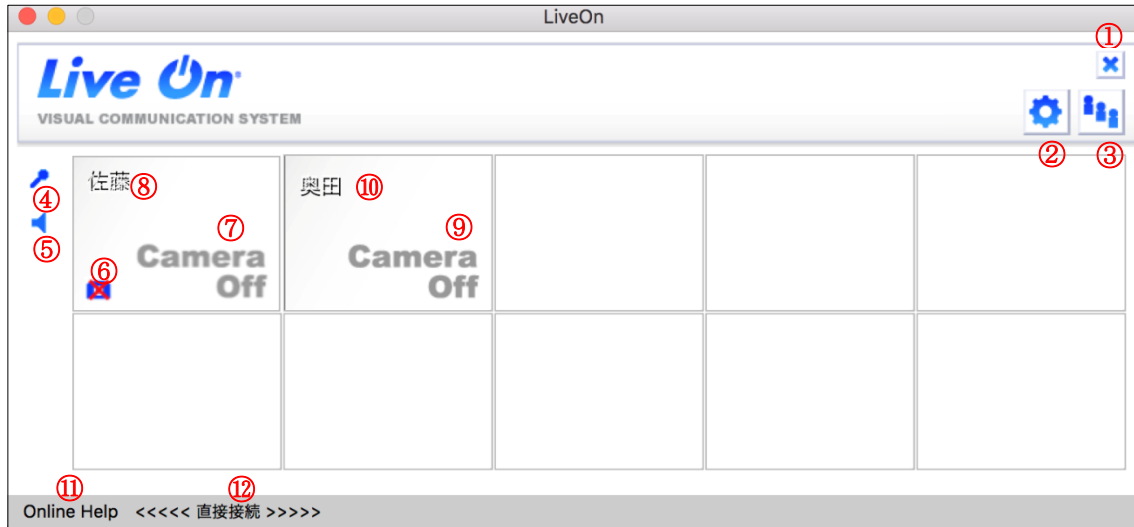 LiveOn
①
Live On
VISUAL COMMUNICATION SYSTEM
② ③
④ 佐藤 ⑧ 奥田 ⑩
⑤ ⑦ ⑨
⑥ Camera Off Camera Off
⑪ ⑫
Online Help <<<<< 直接接続 >>>>>